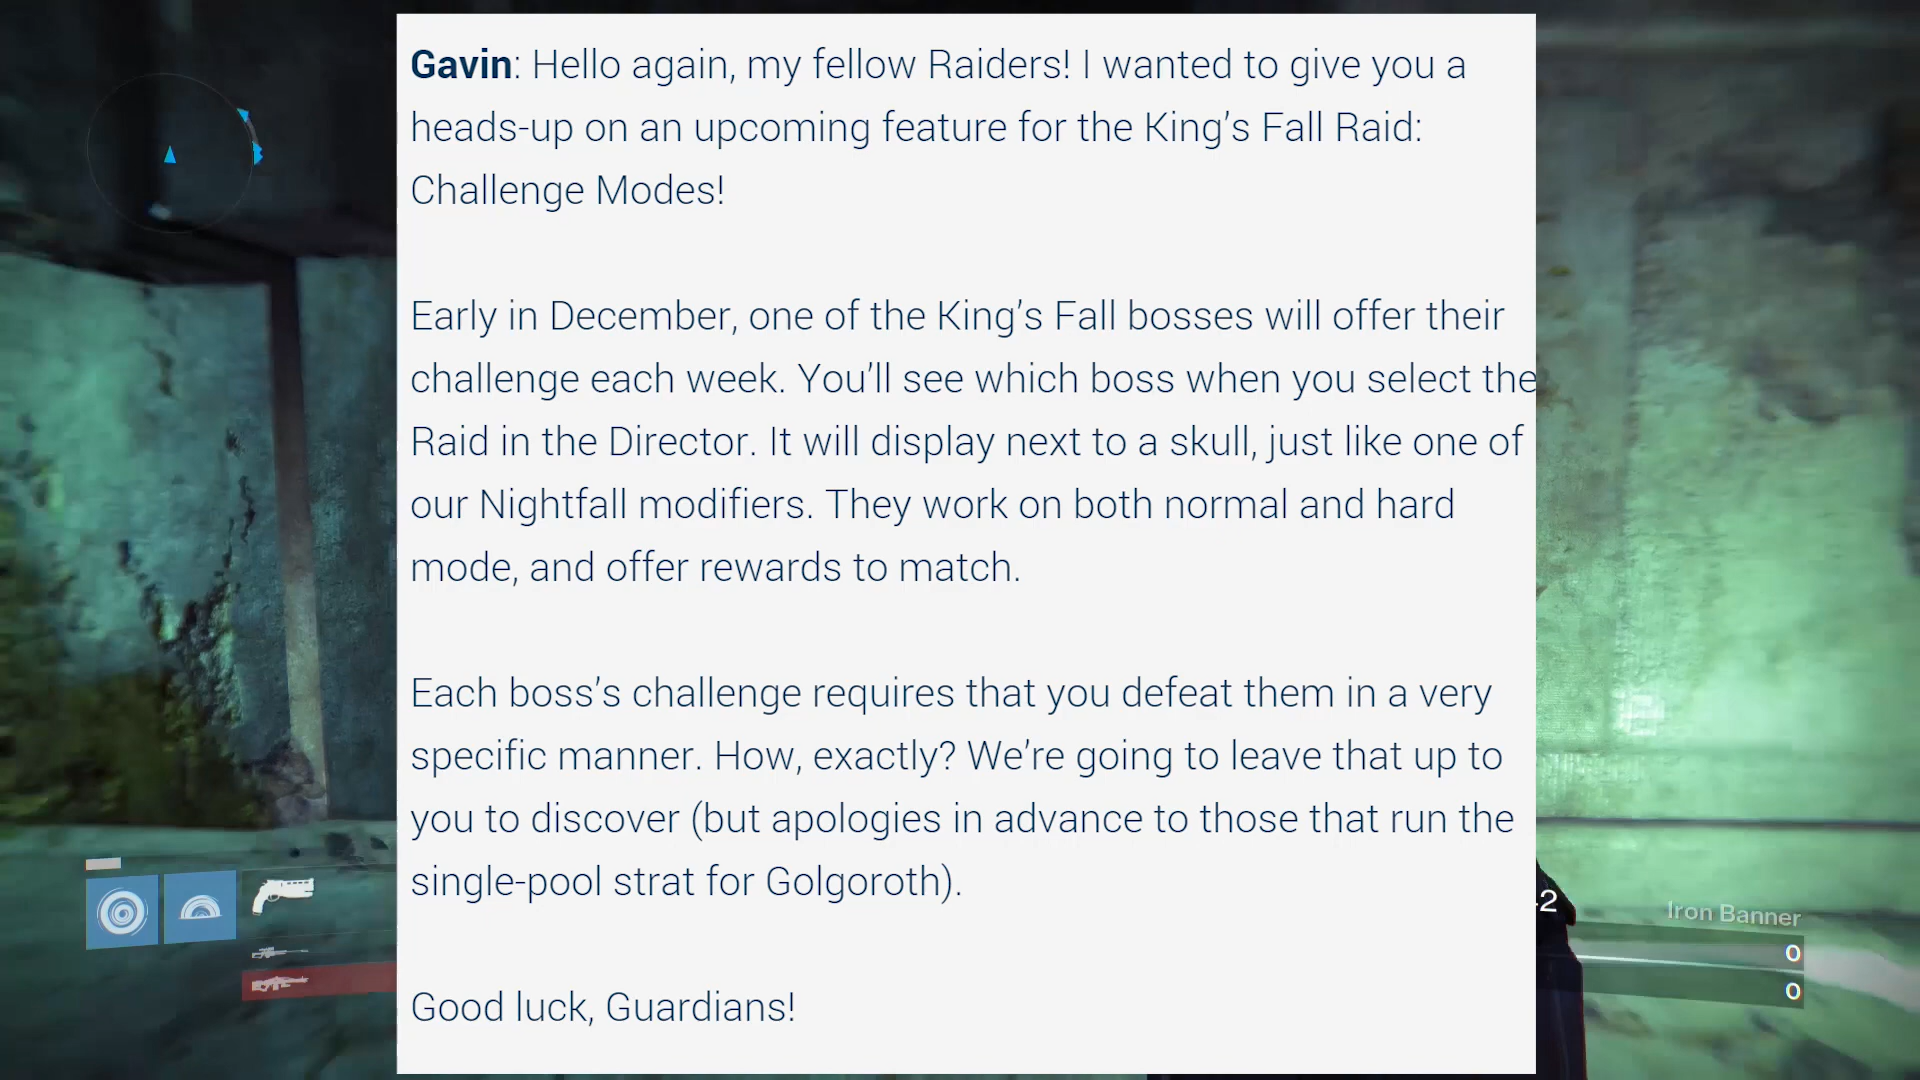 Gavin: Hello again, my fellow Raiders! I wanted to give you a
heads-up on an upcoming feature for the King’s Fall Raid:
Challenge Modes!
Early in December, one of the King’s Fall bosses will offer their
challenge each week. You’ll see which boss when you select the
Raid in the Director. It will display next to a skull, just like one of
our Nightfall modifiers. They work on both normal and hard
mode, and offer rewards to match.
Each boss’s challenge requires that you defeat them in a very
specific manner. How, exactly? We’re going to leave that up to
you to discover (but apologies in advance to those that run the
single-pool strat for Golgoroth).
Good luck, Guardians!
-2
Iron Banner
0
0